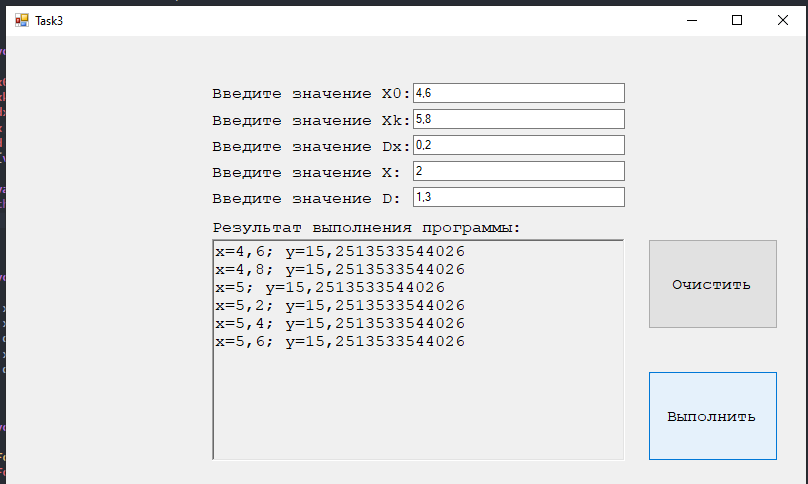 Task3
Введите значение X0: 4,6
Введите значение Xk: 5,8
Введите значение Dx: 0,2
Введите значение X: 2
Введите значение D: 1,3
Результат выполнения программы:
x=4,6; y=15,2513533544026
x=4,8; y=15,2513533544026
x=5; y=15,2513533544026
x=5,2; y=15,2513533544026
x=5,4; y=15,2513533544026
x=5,6; y=15,2513533544026
Очистить
Выполнить